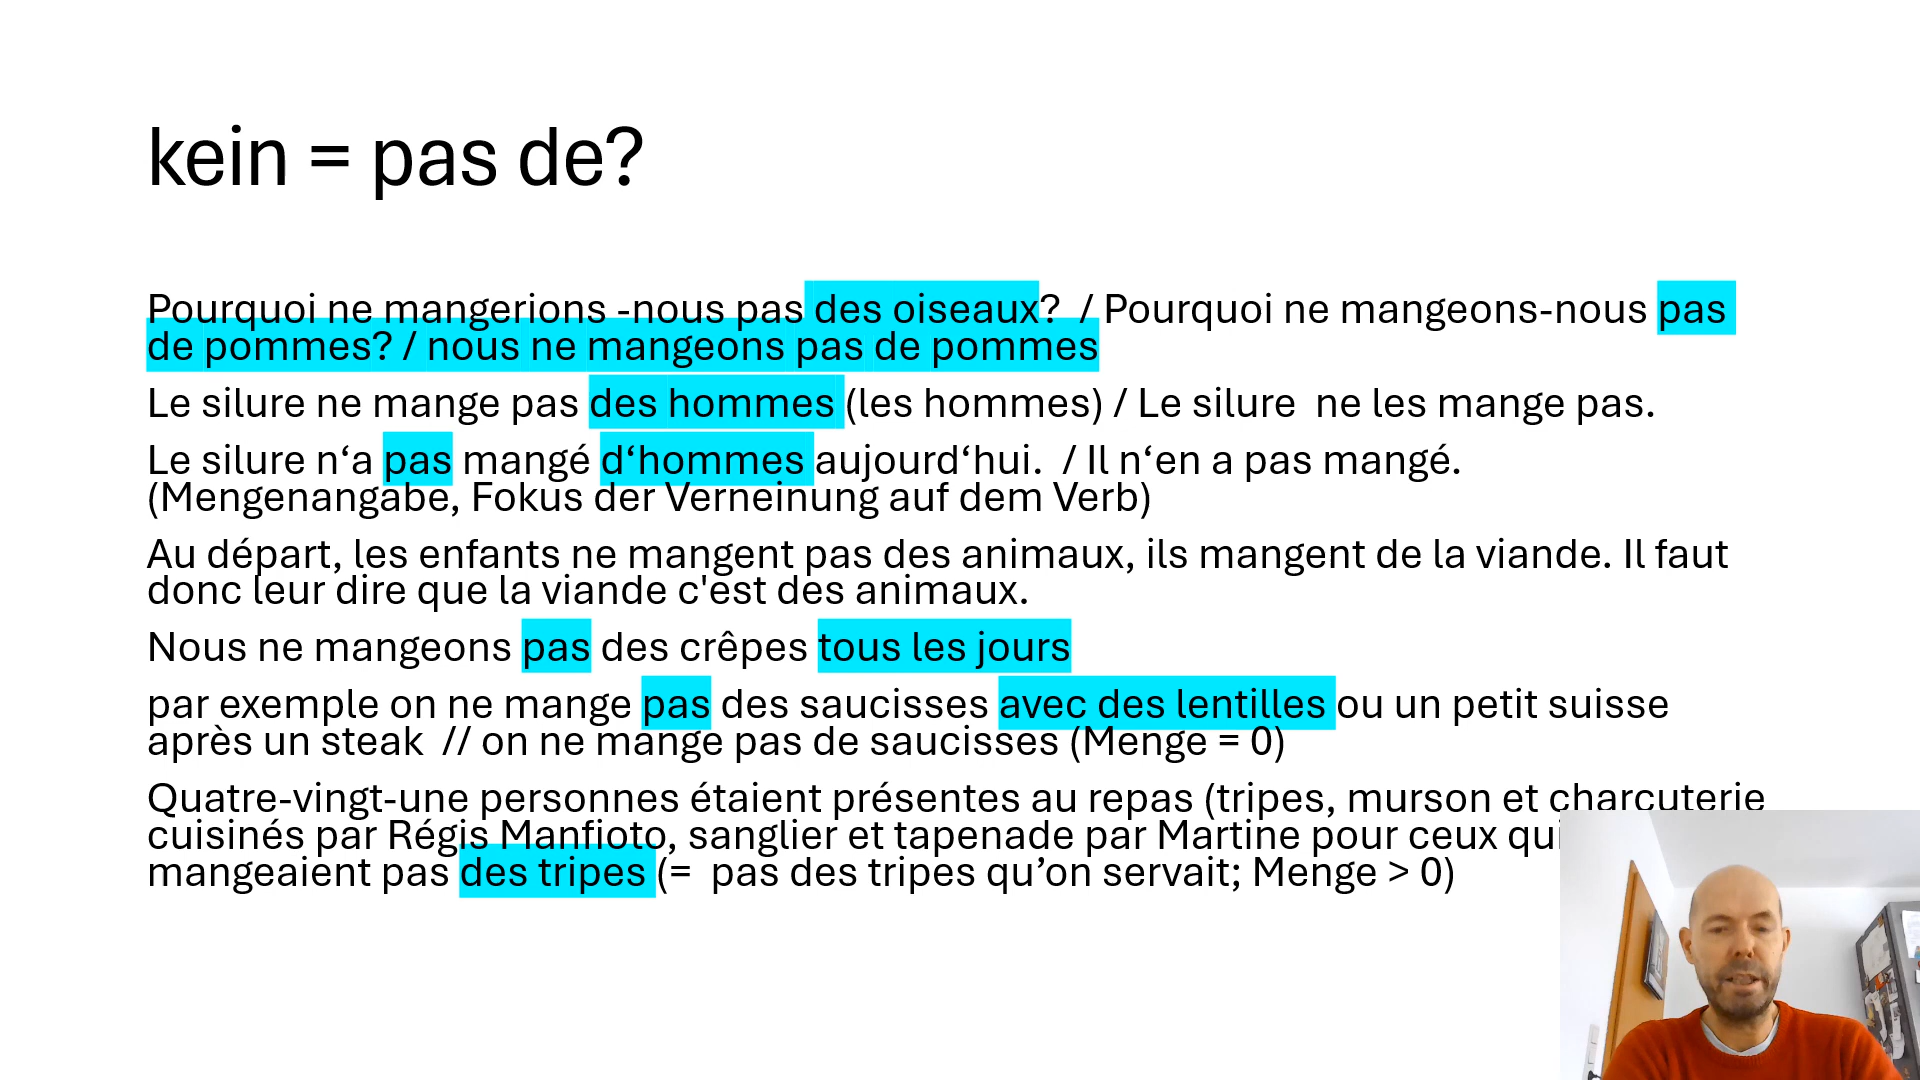 kein = pas de?
Pourquoi ne mangerions -nous pas des oiseaux?  / Pourquoi ne mangeons-nous pas
de pommes? / nous ne mangeons pas de pommes
Le silure ne mange pas des hommes (les hommes) / Le silure  ne les mange pas.
Le silure n‘a pas mangé d‘hommes aujourd‘hui.  / Il n‘en a pas mangé.
(Mengenangabe, Fokus der Verneinung auf dem Verb)
Au départ, les enfants ne mangent pas des animaux, ils mangent de la viande. Il faut
donc leur dire que la viande c'est des animaux.
Nous ne mangeons pas des crêpes tous les jours
par exemple on ne mange pas des saucisses avec des lentilles ou un petit suisse
après un steak  // on ne mange pas de saucisses (Menge = 0)
Quatre-vingt-une personnes étaient présentes au repas (tripes, murson et charcuterie
cuisinés par Régis Manfioto, sanglier et tapenade par Martine pour ceux qui
mangeaient pas des tripes (=  pas des tripes qu’on servait; Menge > 0)